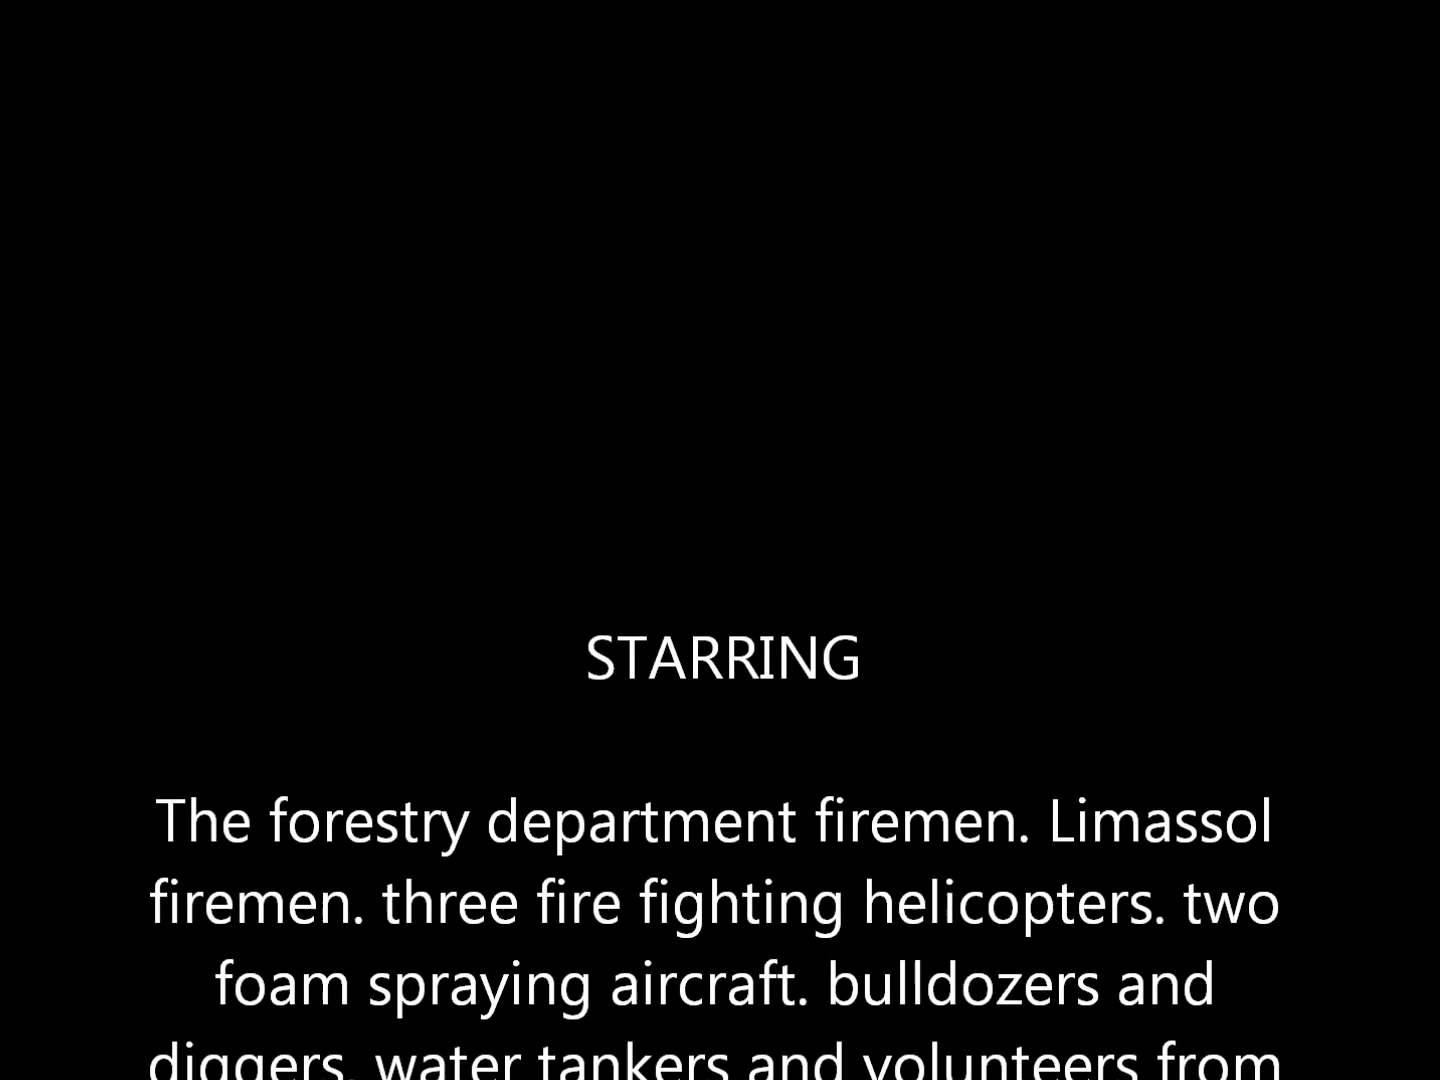 STARRING
The forestry department firemen. Limassol
firemen. three fire fighting helicopters. two
foam spraying aircraft. bulldozers and
diggers. water tankers and volunteers from